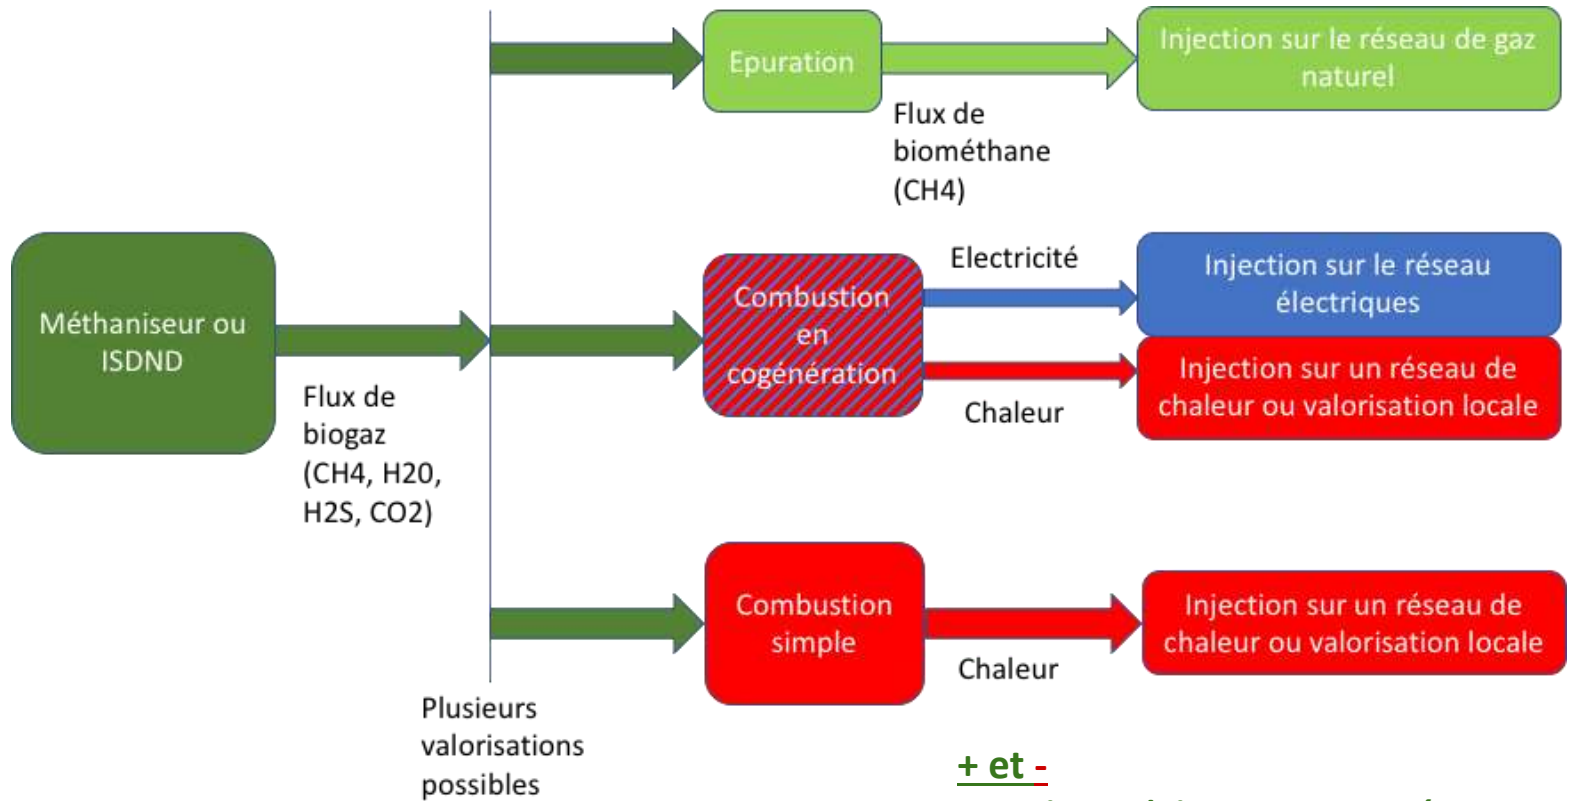 Epuration
Injection sur le réseau de gaz
naturel
Flux de
biométhane
(CH4)
Méthaniseur ou
ISDND
Flux de
biogaz
(CH4, H20,
H2S, CO2)
Combustion
en
cogénération
Electricité
Injection sur le réseau
électriques
Chaleur
Injection sur un réseau de
chaleur ou valorisation locale
Combustion
simple
Chaleur
Injection sur un réseau de
chaleur ou valorisation locale
Plusieurs
valorisations
possibles
+ et -